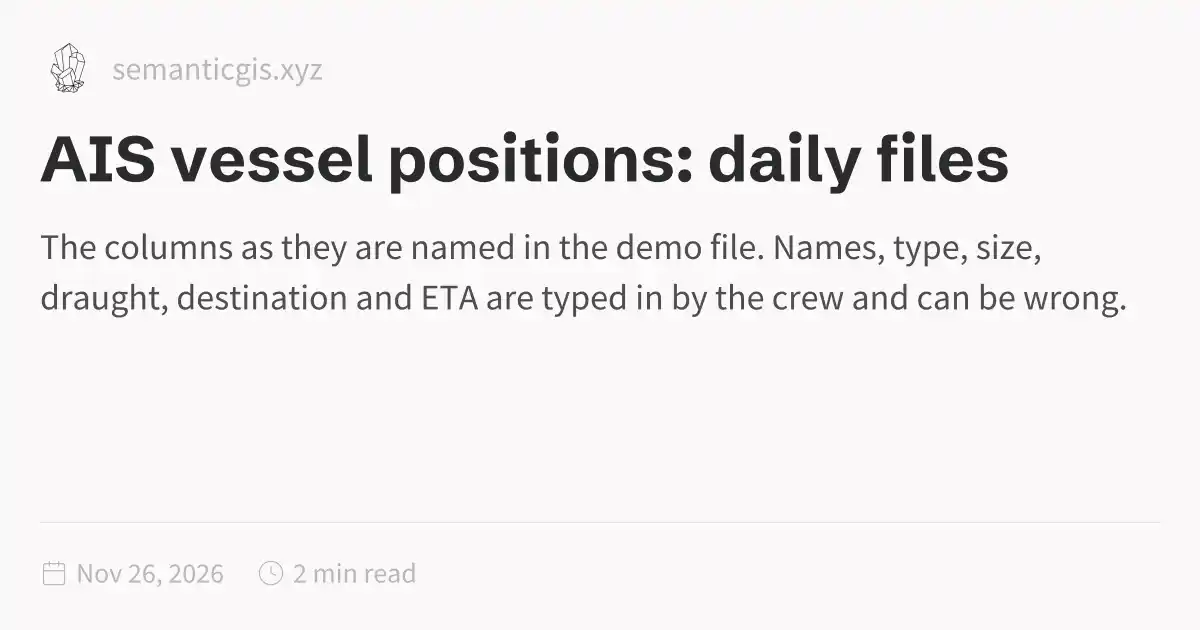 semanticgis.xyz
AIS vessel positions: daily files
The columns as they are named in the demo file. Names, type, size,
draught, destination and ETA are typed in by the crew and can be wrong.
Nov 26, 2026 2 min read